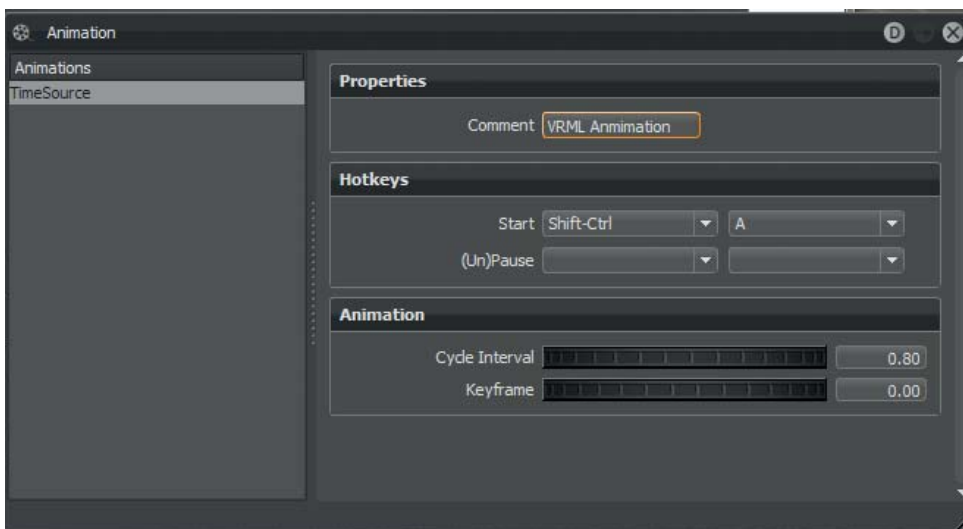 Animation
D
Animations
TimeSource
Properties
Comment VRML Anmimation
Hotkeys
Start Shift-Ctrl A
(Un)Pause
Animation
Cycle Interval 0.80
Keyframe 0.00